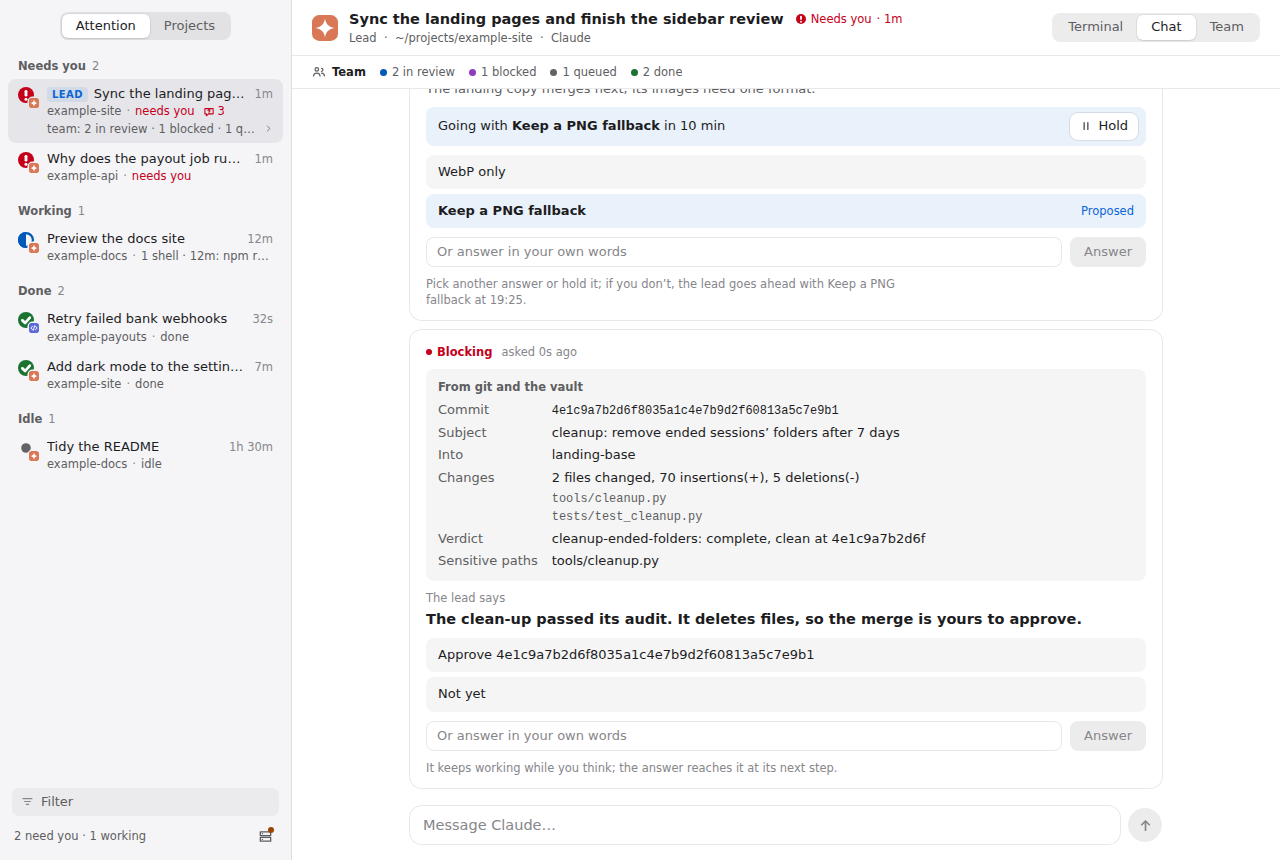 Attention Projects
Needs you 2
LEAD Sync the landing pag… 1m
example-site · needs you 3
team: 2 in review · 1 blocked · 1 q…
Why does the payout job ru… 1m
example-api · needs you
Working 1
Preview the docs site 12m
example-docs · 1 shell · 12m: npm r…
Done 2
Retry failed bank webhooks 32s
example-payouts · done
Add dark mode to the settin… 7m
example-site · done
Idle 1
Tidy the README 1h 30m
example-docs · idle
Filter
2 need you · 1 working
Sync the landing pages and finish the sidebar review Needs you · 1m
Lead · ~/projects/example-site · Claude
Terminal Chat Team
Team 2 in review 1 blocked 1 queued 2 done
The landing copy merges next; its images need one format.
Going with Keep a PNG fallback in 10 min Hold
WebP only
Keep a PNG fallback Proposed
Or answer in your own words Answer
Pick another answer or hold it; if you don’t, the lead goes ahead with Keep a PNG
fallback at 19:25.
Blocking asked 0s ago
From git and the vault
Commit 4e1c9a7b2d6f8035a1c4e7b9d2f60813a5c7e9b1
Subject cleanup: remove ended sessions’ folders after 7 days
Into landing-base
Changes 2 files changed, 70 insertions(+), 5 deletions(-)
tools/cleanup.py
tests/test_cleanup.py
Verdict cleanup-ended-folders: complete, clean at 4e1c9a7b2d6f
Sensitive paths tools/cleanup.py
The lead says
The clean-up passed its audit. It deletes files, so the merge is yours to approve.
Approve 4e1c9a7b2d6f8035a1c4e7b9d2f60813a5c7e9b1
Not yet
Or answer in your own words Answer
It keeps working while you think; the answer reaches it at its next step.
Message Claude…